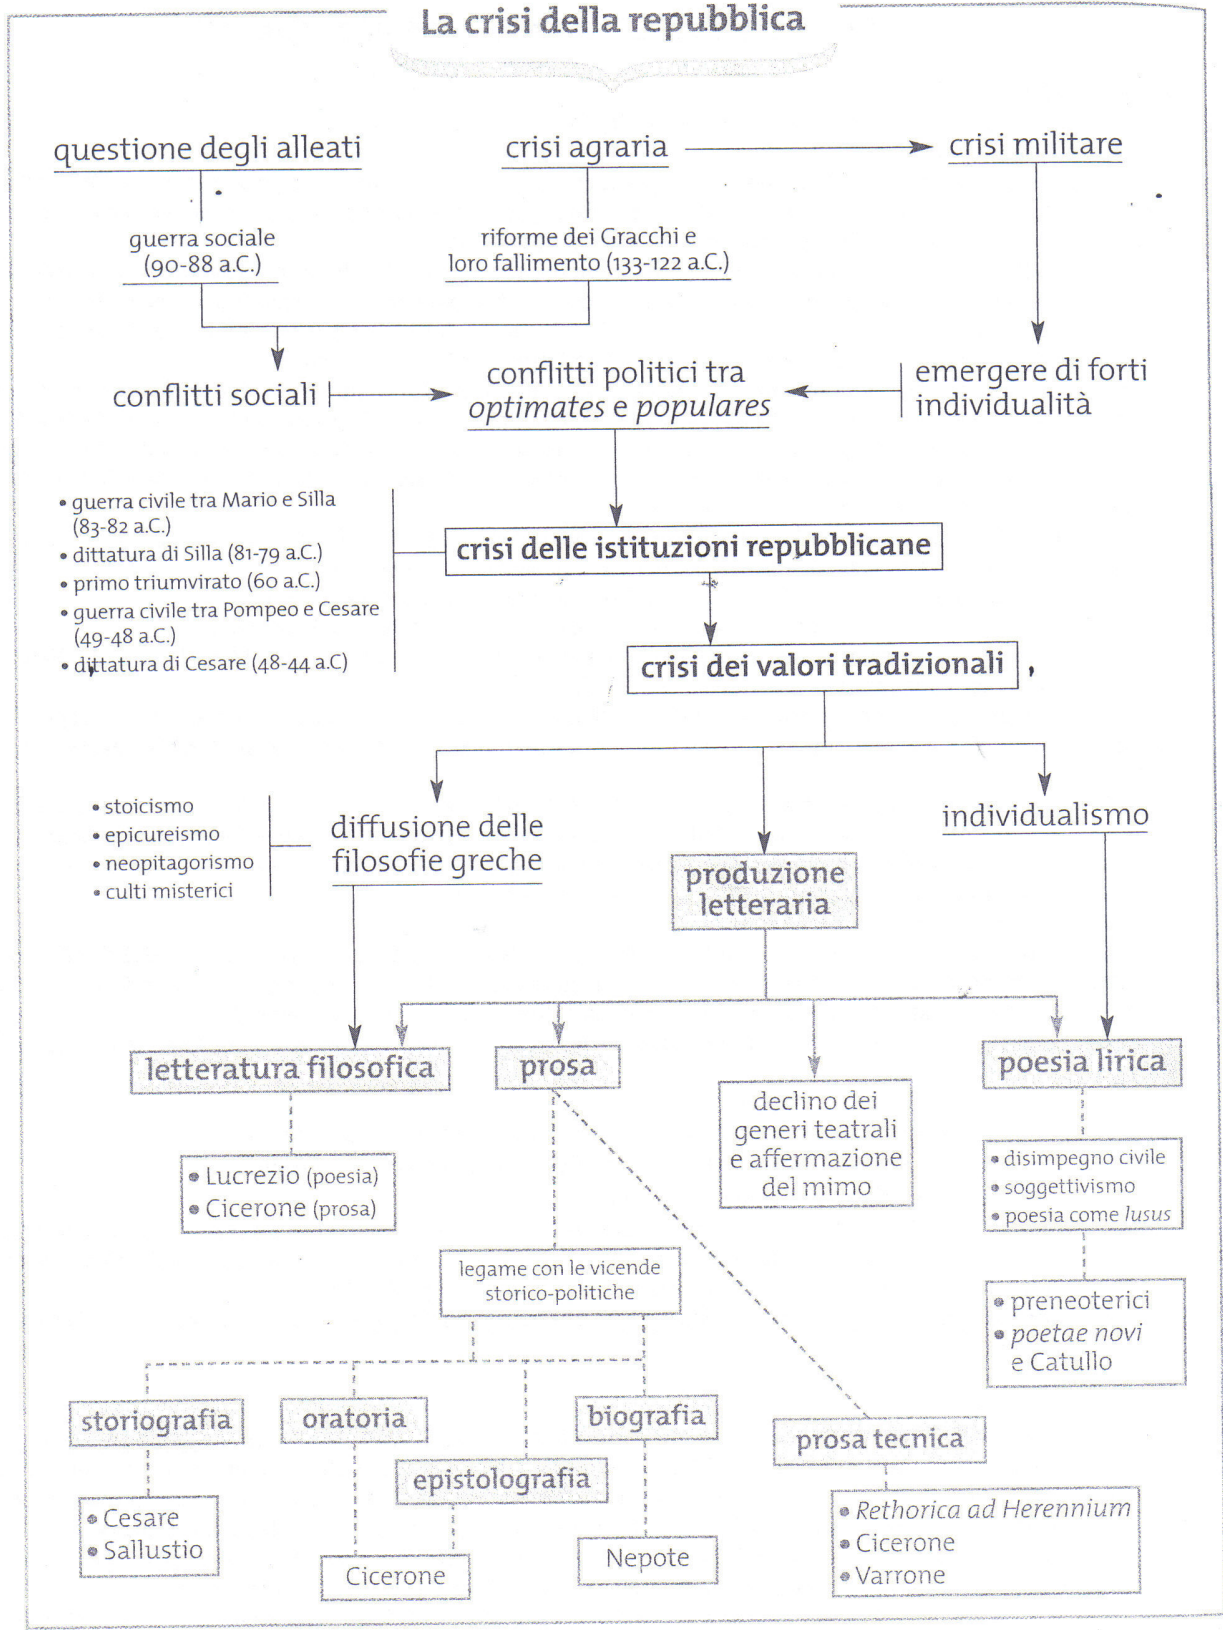 La crisi della repubblica
questione degli alleati
crisi agraria
crisi militare
guerra sociale
(90-88 a.C.)
riforme dei Gracchi e
loro fallimento (133-122 a.C.)
conflitti sociali
conflitti politici tra
optimates e populares
emergere di forti
individualità
• guerra civile tra Mario e Silla
(83-82 a.C.)
• dittatura di Silla (81-79 a.C.)
• primo triumvirato (60 a.C.)
• guerra civile tra Pompeo e Cesare
(49-48 a.C.)
• dittatura di Cesare (48-44 a.C)
crisi delle istituzioni repubblicane
crisi dei valori tradizionali
• stoicismo
• epicureismo
• neopitagorismo
• culti misterici
diffusione delle
filosofie greche
produzione
letteraria
individualismo
letteratura filosofica
prosa
declino dei
generi teatrali
e affermazione
del mimo
poesia lirica
• Lucrezio (poesia)
• Cicerone (prosa)
• disimpegno civile
• soggettivismo
• poesia come lusus
legame con le vicende
storico-politiche
• preneoterici
• poetae novi
e Catullo
storiografia
oratoria
epistolografia
biografia
prosa tecnica
• Cesare
• Sallustio
Cicerone
Nepote
• Rethorica ad Herennium
• Cicerone
• Varrone